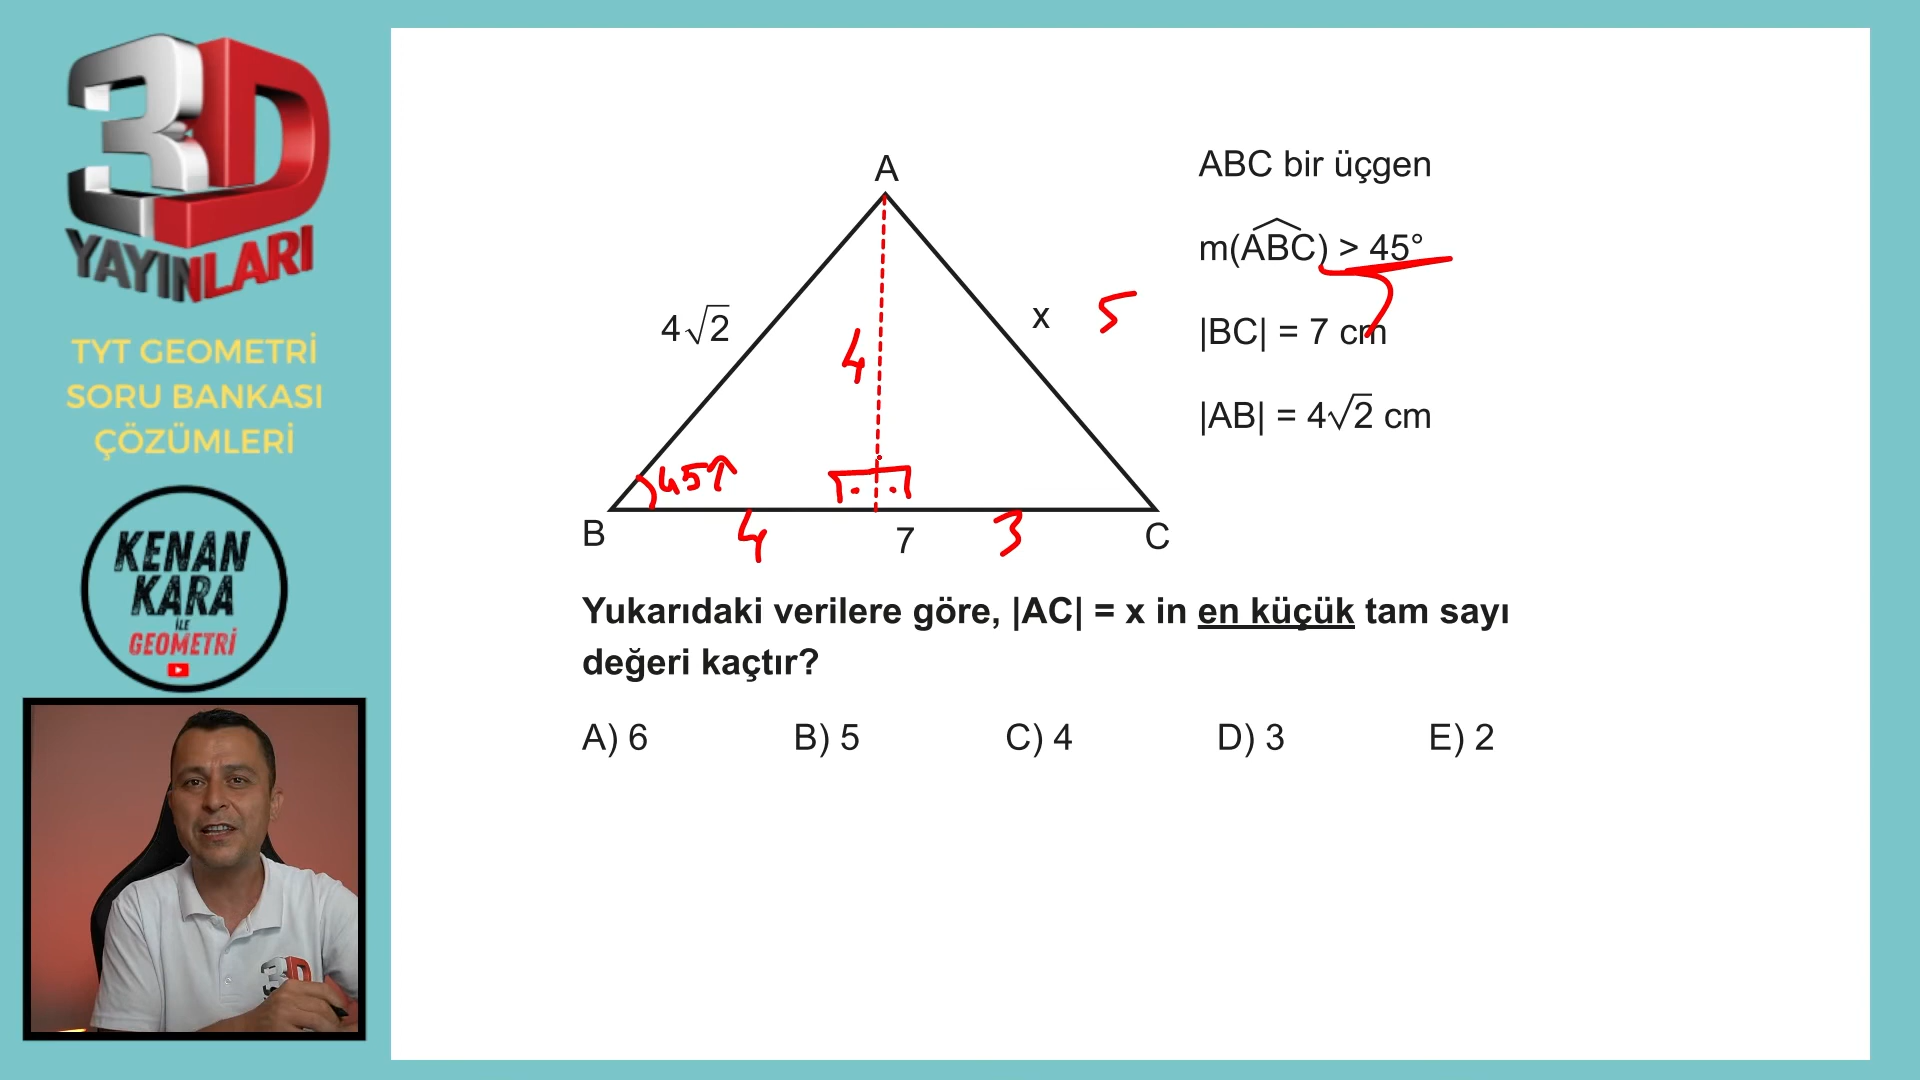 3D
YAYINLARI
TYT GEOMETRİ
SORU BANKASI
ÇÖZÜMLERİ
KENAN
KARA
İLE
GEOMETRİ
3D
A
4√2
x
5
4
45↑
B
4
7
3
C
ABC bir üçgen
m(ABC) > 45°
|BC| = 7 cm
|AB| = 4√2 cm
Yukarıdaki verilere göre, |AC| = x in en küçük tam sayı
değeri kaçtır?
A) 6 B) 5 C) 4 D) 3 E) 2